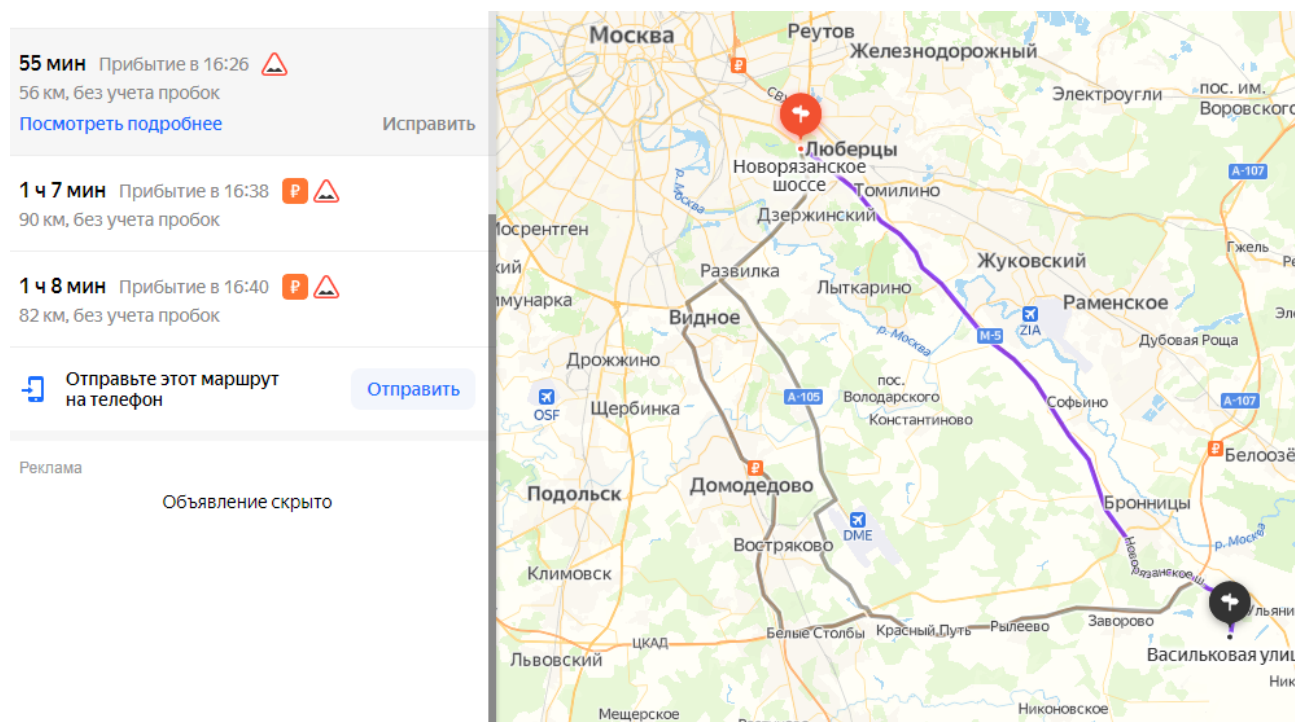 55 мин Прибытие в 16:26
56 км, без учета пробок
Посмотреть подробнее Исправить
1 ч 7 мин Прибытие в 16:38 ₽
90 км, без учета пробок
1 ч 8 мин Прибытие в 16:40 ₽
82 км, без учета пробок
Отправьте этот маршрут
на телефон
Отправить
Реклама
Объявление скрыто
Москва
Реутов
Железнодорожный
₽
Электроугли
пос. им.
Воровского
Люберцы
Новорязанское
шоссе
А-107
р. Москва
Томилино
Дзержинский
Гжель
Развилка
Жуковский
Лыткарино
Раменское
Видное
ZIA
р. Москва
М-5
Дубовая Роща
Дрожжино
пос.
Володарского
OSF
А-105
Щербинка
Софьино
А-107
Константиново
₽
₽
Подольск
Домодедово
Бронницы
DME
Востряково
р. Москва
Климовск
Новорязанское ш.
Заворово
Белые Столбы
Красный Путь
Рылеево
ЦКАД
Львовский
Васильковая
Никоновское
Мещерское